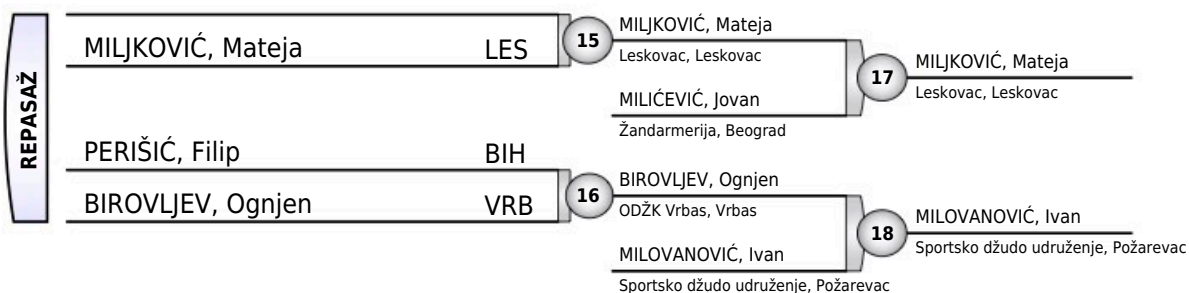 REPASAŽ
MILJKOVIĆ, Mateja LES
PERIŠIĆ, Filip BIH
BIROVLJEV, Ognjen VRB
15
MILJKOVIĆ, Mateja
Leskovac, Leskovac
MILIĆEVIĆ, Jovan
Žandarmerija, Beograd
16
BIROVLJEV, Ognjen
ODŽK Vrbas, Vrbas
MILOVANOVIĆ, Ivan
Sportsko džudo udruženje, Požarevac
17
MILJKOVIĆ, Mateja
Leskovac, Leskovac
18
MILOVANOVIĆ, Ivan
Sportsko džudo udruženje, Požarevac